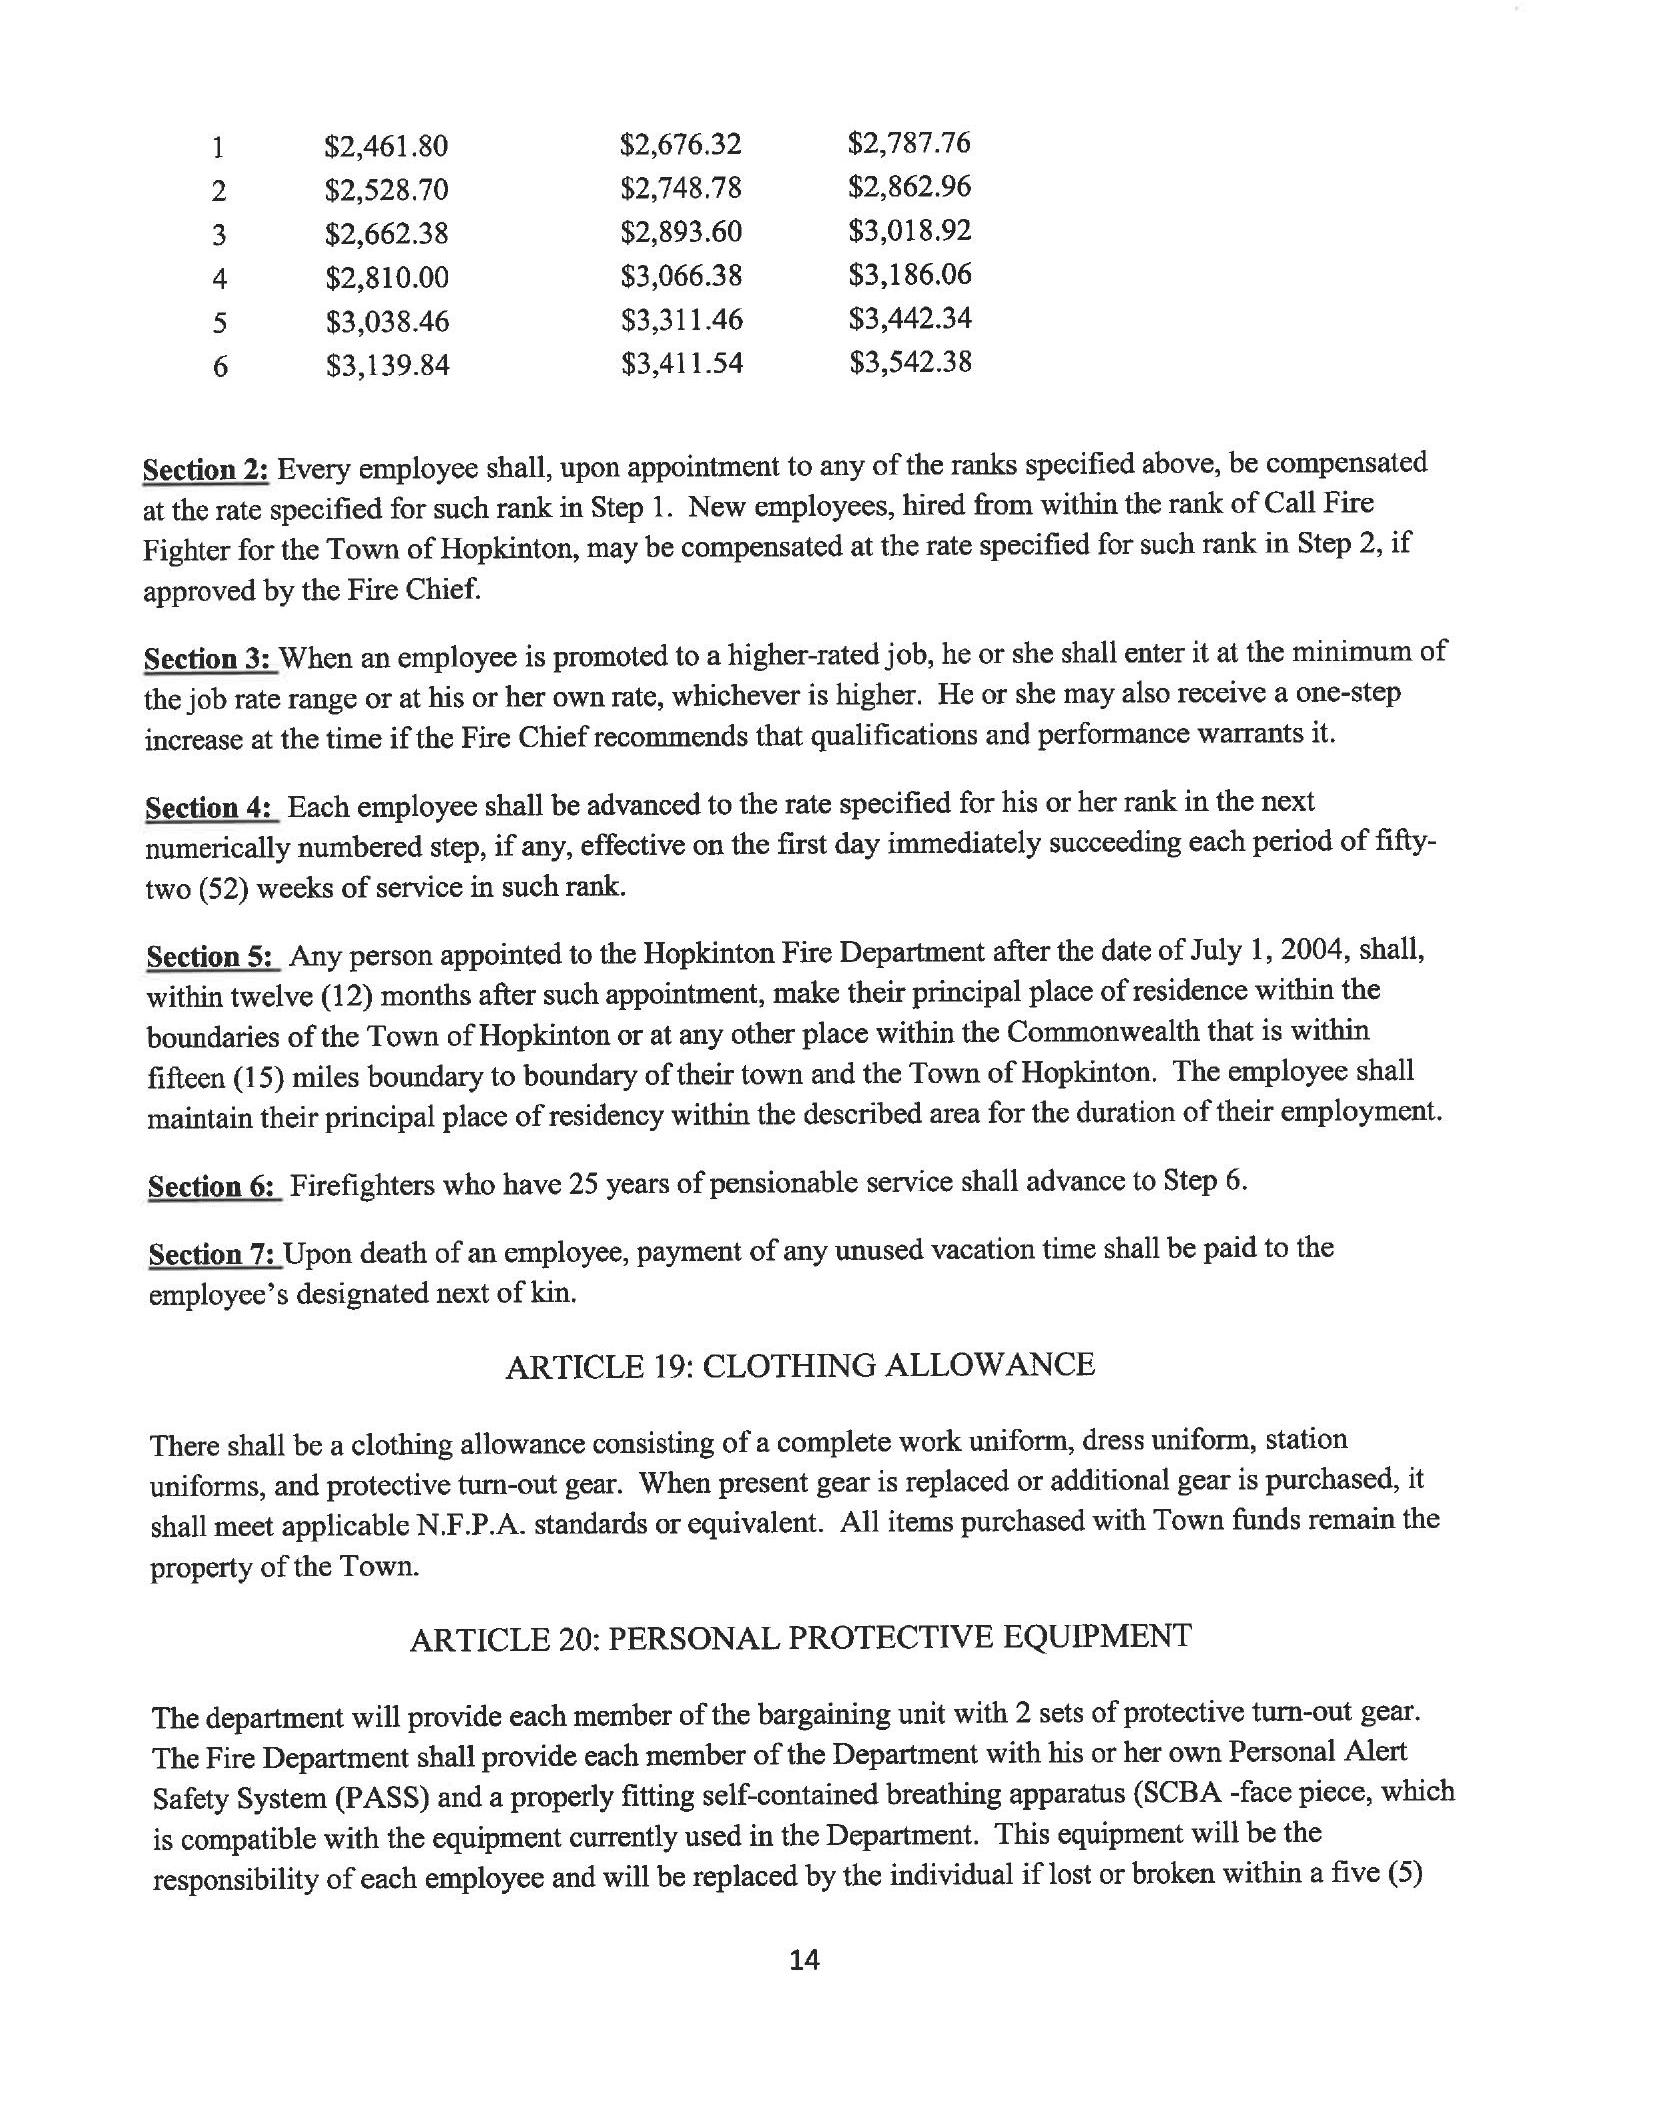 1 $2,461.80 $2,676.32 $2,787.76
2 $2,528.70 $2,748.78 $2,862.96
3 $2,662.38 $2,893.60 $3,018.92
4 $2,810.00 $3,066.38 $3,186.06
5 $3,038.46 $3,311.46 $3,442.34
6 $3,139.84 $3,411.54 $3,542.38
Section 2: Every employee shall, upon appointment to any of the ranks specified above, be compensated
at the rate specified for such rank in Step 1. New employees, hired from within the rank of Call Fire
Fighter for the Town of Hopkinton, may be compensated at the rate specified for such rank in Step 2, if
approved by the Fire Chief.
Section 3: When an employee is promoted to a higher-rated job, he or she shall enter it at the minimum of
the job rate range or at his or her own rate, whichever is higher. He or she may also receive a one-step
increase at the time if the Fire Chief recommends that qualifications and performance warrants it.
Section 4: Each employee shall be advanced to the rate specified for his or her rank in the next
numerically numbered step, if any, effective on the first day immediately succeeding each period of fifty-
two (52) weeks of service in such rank.
Section 5: Any person appointed to the Hopkinton Fire Department after the date of July 1, 2004, shall,
within twelve (12) months after such appointment, make their principal place of residence within the
boundaries of the Town of Hopkinton or at any other place within the Commonwealth that is within
fifteen (15) miles boundary to boundary of their town and the Town of Hopkinton. The employee shall
maintain their principal place of residency within the described area for the duration of their employment.
Section 6: Firefighters who have 25 years of pensionable service shall advance to Step 6.
Section 7: Upon death of an employee, payment of any unused vacation time shall be paid to the
employee's designated next of kin.
ARTICLE 19: CLOTHING ALLOWANCE
There shall be a clothing allowance consisting of a complete work uniform, dress uniform, station
uniforms, and protective turn-out gear. When present gear is replaced or additional gear is purchased, it
shall meet applicable N.F.P.A. standards or equivalent. All items purchased with Town funds remain the
property of the Town.
ARTICLE 20: PERSONAL PROTECTIVE EQUIPMENT
The department will provide each member of the bargaining unit with 2 sets of protective turn-out gear.
The Fire Department shall provide each member of the Department with his or her own Personal Alert
Safety System (PASS) and a properly fitting self-contained breathing apparatus (SCBA -face piece, which
is compatible with the equipment currently used in the Department. This equipment will be the
responsibility of each employee and will be replaced by the individual if lost or broken within a five (5)
14